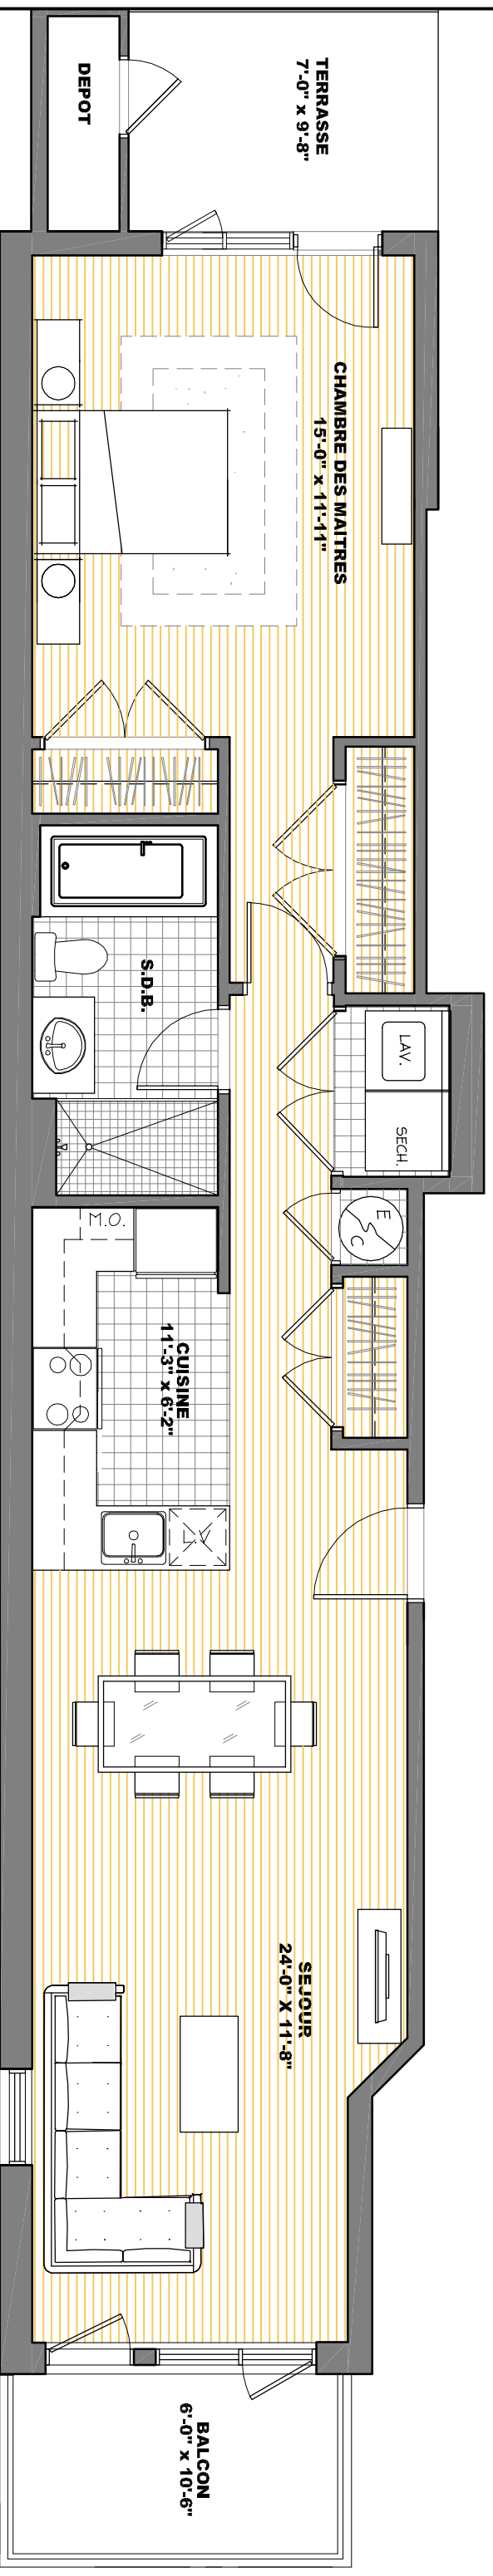 TERRASSE
7'-0" x 9'-8"
DEPOT
CHAMBRE DES MAITRES
15'-0" x 11'-11"
S.D.B.
LAV.
SECH.
E
C
M.O.
CUISINE
11'-3" x 6'-2"
L.V
SEJOUR
24'-0" X 11'-8"
BALCON
6'-0" x 10'-6"